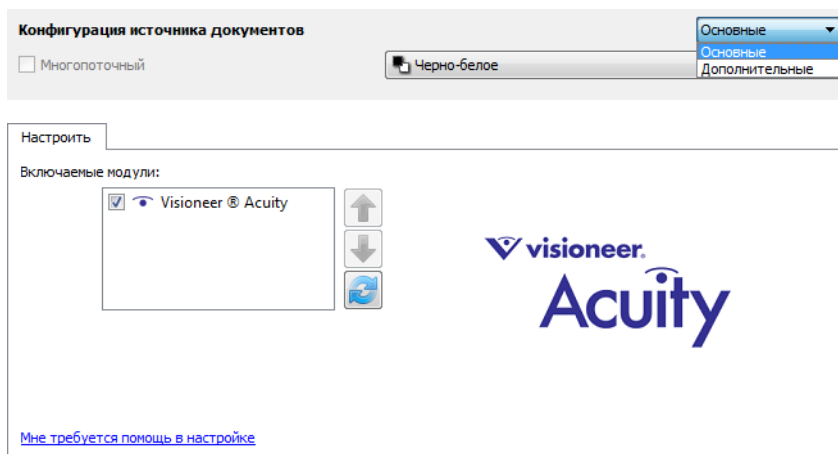 Конфигурация источника документов
Основные
Многопоточный
Черно-белое
Основные
Дополнительные
Настроить
Включаемые модули:
Visioneer ® Acuity
visioneer.
Acuity
Мне требуется помощь в настройке